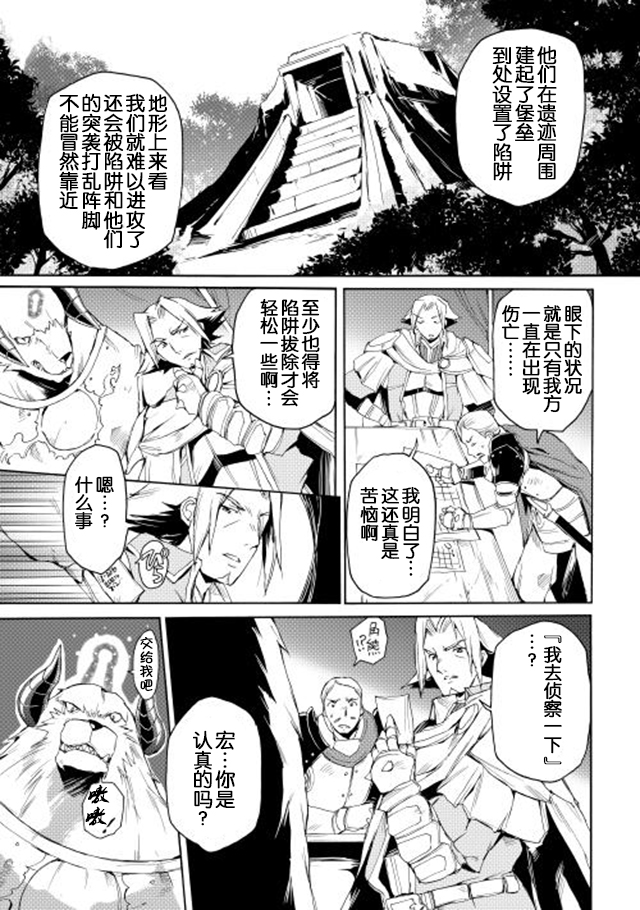 他们在遗迹周围
建起了堡垒
到处设置了陷阱
地形上来看
我们就难以进攻了
还会被陷阱和他们
的突袭打乱阵脚
不能冒然靠近
眼下的状况
就是只有我方
一直在出现
伤亡……
我明白了…
这还真是
苦恼啊
至少也得将
陷阱拔除才会
轻松一些啊…
嗯…?
什么事
『我去侦察一下』
…?
宏…你是
认真的吗?
交给我吧
嗷
嗷!